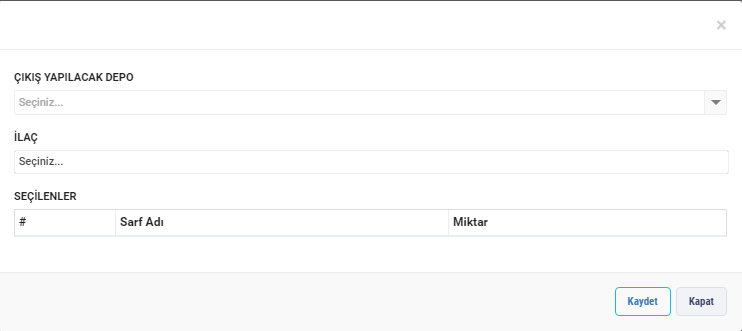 ×
ÇIKIŞ YAPILACAK DEPO
Seçiniz...
İLAÇ
Seçiniz...
SEÇİLENLER
# Sarf Adı Miktar
Kaydet Kapat